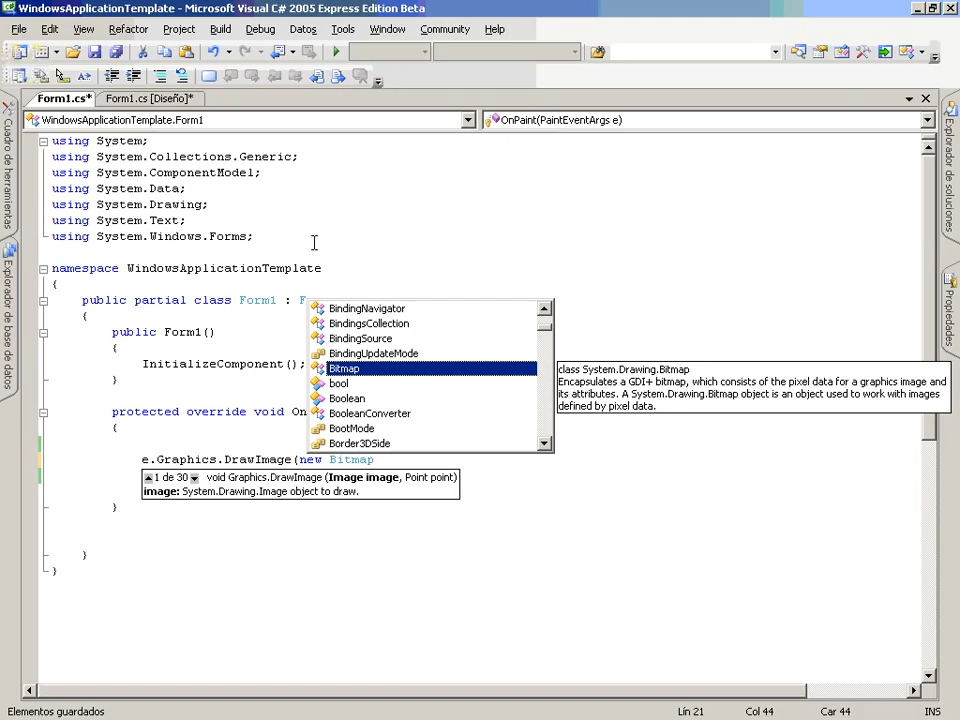 WindowsApplicationTemplate - Microsoft Visual C# 2005 Express Edition Beta
File Edit View Refactor Project Build Debug Datos Tools Window Community Help
Form1.cs* Form1.cs [Diseño]*
WindowsApplicationTemplate.Form1 OnPaint(PaintEventArgs e)
Cuadro de herramientas
Explorador de base de datos
using System;
using System.Collections.Generic;
using System.ComponentModel;
using System.Data;
using System.Drawing;
using System.Text;
using System.Windows.Forms;
namespace WindowsApplicationTemplate
{
public partial class Form1 : F
{
public Form1()
{
InitializeComponent();
}
protected override void On
{
e.Graphics.DrawImage(new Bitmap
}
}
}
BindingNavigator
BindingsCollection
BindingSource
BindingUpdateMode
Bitmap
bool
Boolean
BooleanConverter
BootMode
Border3DSide
class System.Drawing.Bitmap
Encapsulates a GDI+ bitmap, which consists of the pixel data for a graphics image and
its attributes. A System.Drawing.Bitmap object is an object used to work with images
defined by pixel data.
1 de 30 void Graphics.DrawImage (Image image, Point point)
image: System.Drawing.Image object to draw.
Explorador de soluciones
Propiedades
Elementos guardados Lín 21 Col 44 Car 44 INS